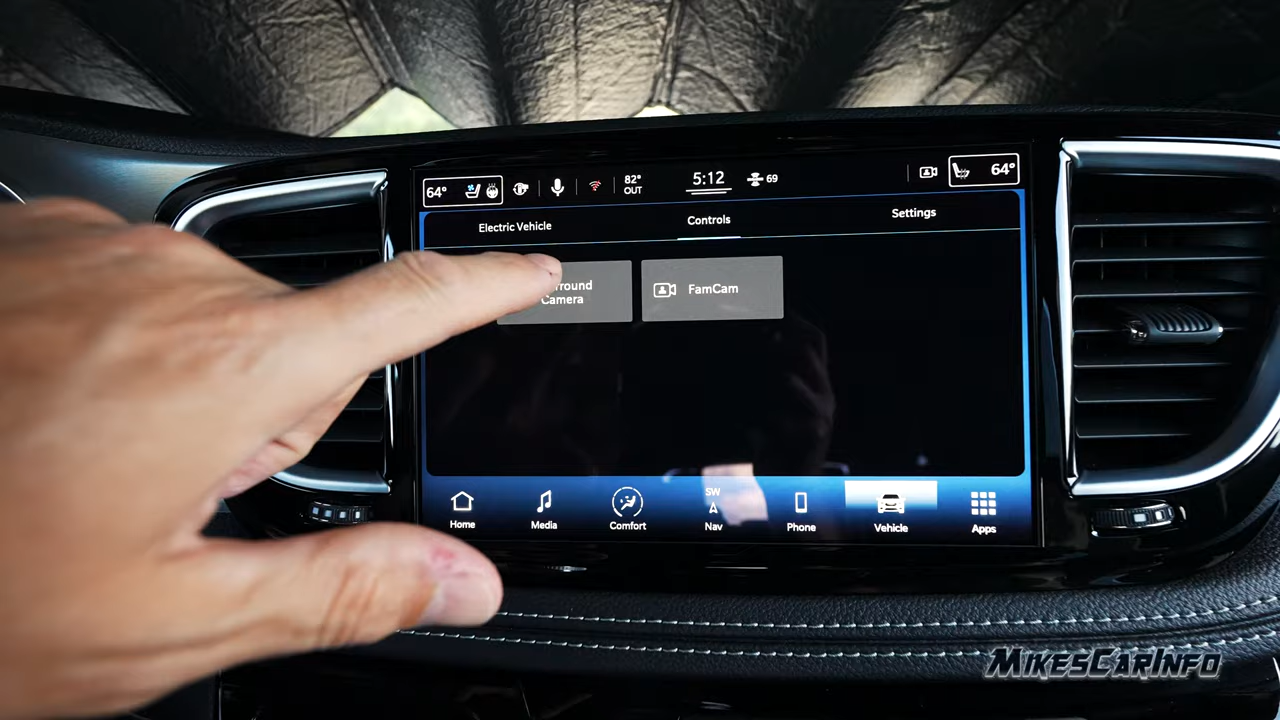 64°
82°
OUT
5:12
69
64°
Electric Vehicle
Controls
Settings
Camera
FamCam
Home
Media
Comfort
SW
Nav
Phone
Vehicle
Apps
MikesCarInfo